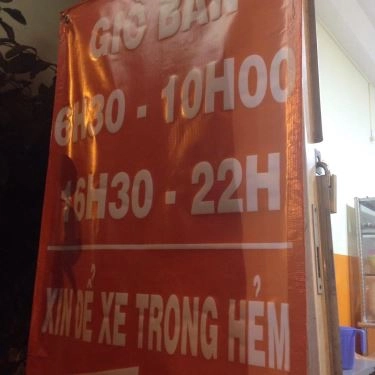 GIỜ BÁN
6H30 - 10H00
16H30 - 22H
XIN ĐỂ XE TRONG HẺM